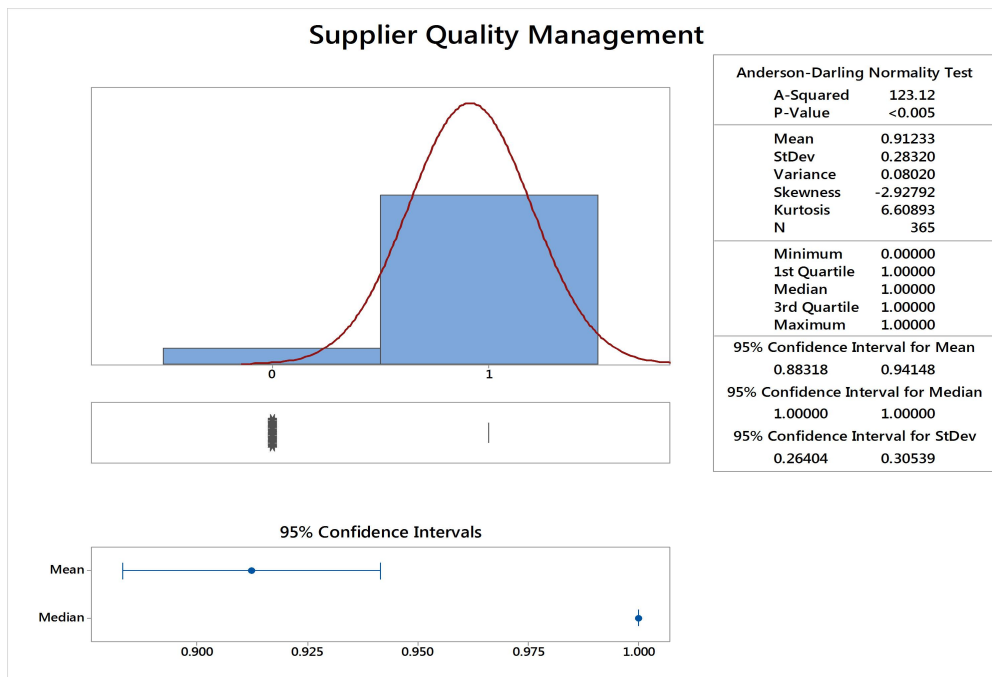 Supplier Quality Management
0 1
95% Confidence Intervals
Mean
Median
0.900 0.925 0.950 0.975 1.000
Anderson-Darling Normality Test
A-Squared 123.12
P-Value <0.005
Mean 0.91233
StDev 0.28320
Variance 0.08020
Skewness -2.92792
Kurtosis 6.60893
N 365
Minimum 0.00000
1st Quartile 1.00000
Median 1.00000
3rd Quartile 1.00000
Maximum 1.00000
95% Confidence Interval for Mean
0.88318 0.94148
95% Confidence Interval for Median
1.00000 1.00000
95% Confidence Interval for StDev
0.26404 0.30539